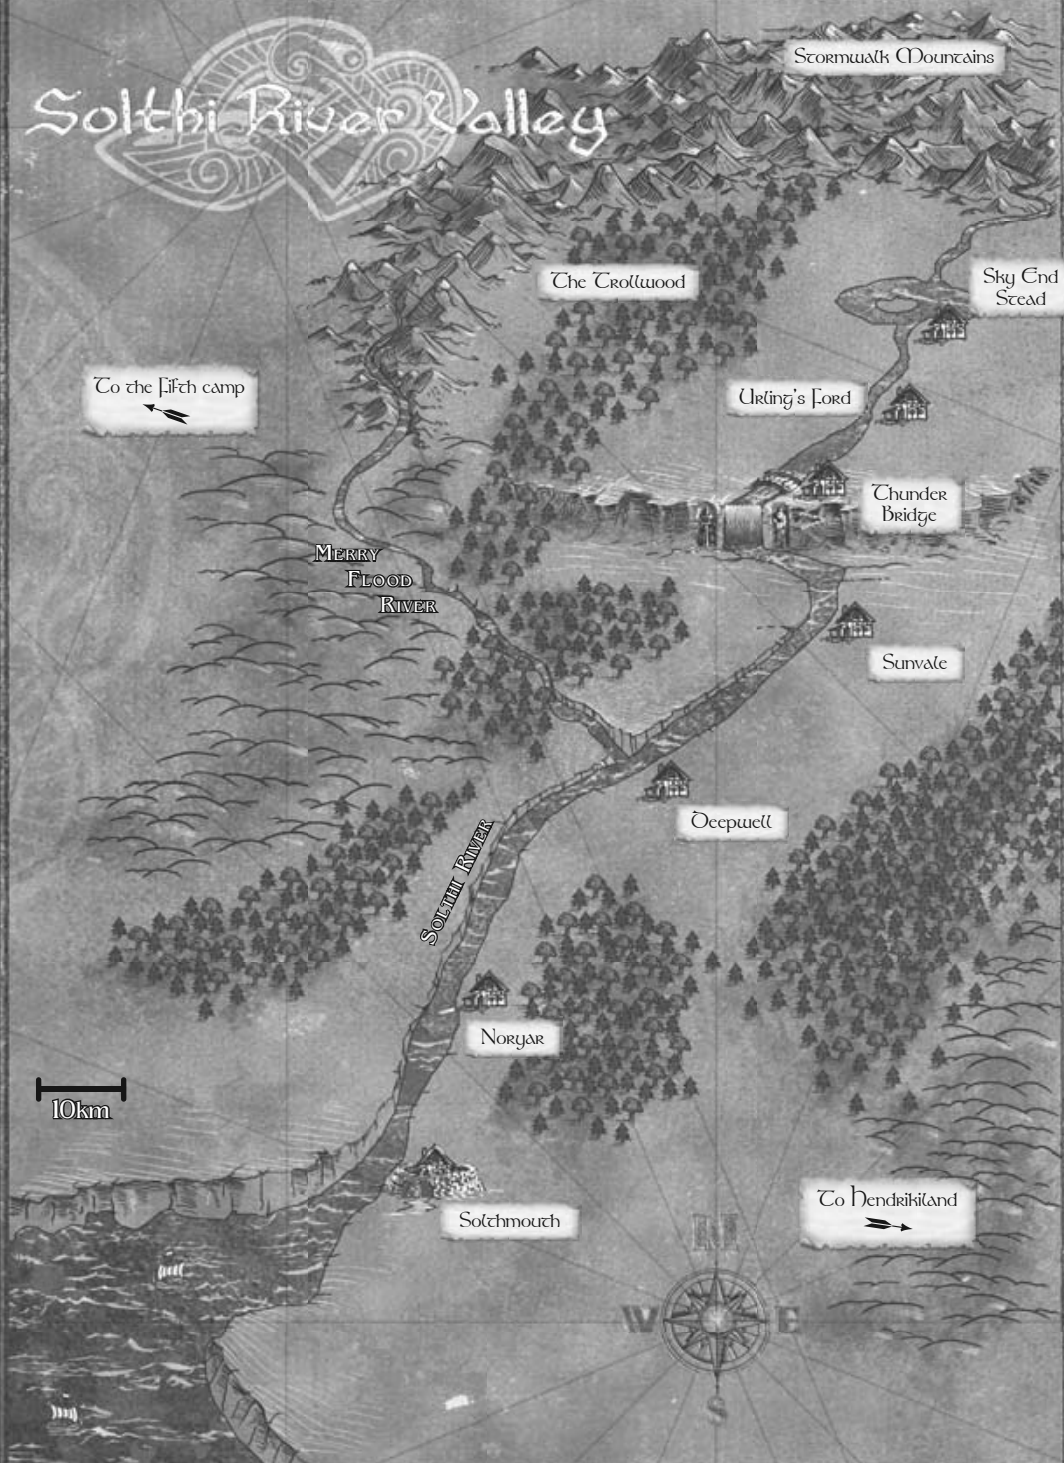 Stormwalk Mountains
Solthi River Valley
The Trollwood
Sky End
Stead
To the Fifth camp
Urling's Ford
Thunder
Bridge
Merry
Flood
River
Sunvale
Deepwell
Solthi River
Noryar
10km
Solthmouth
To Hendrikiland
N
W
E
S